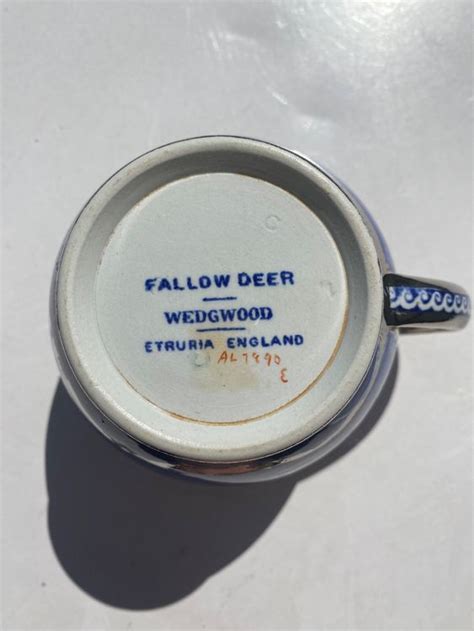 FALLOW DEER
WEDGWOOD
ETRURIA ENGLAND
AL7890
E